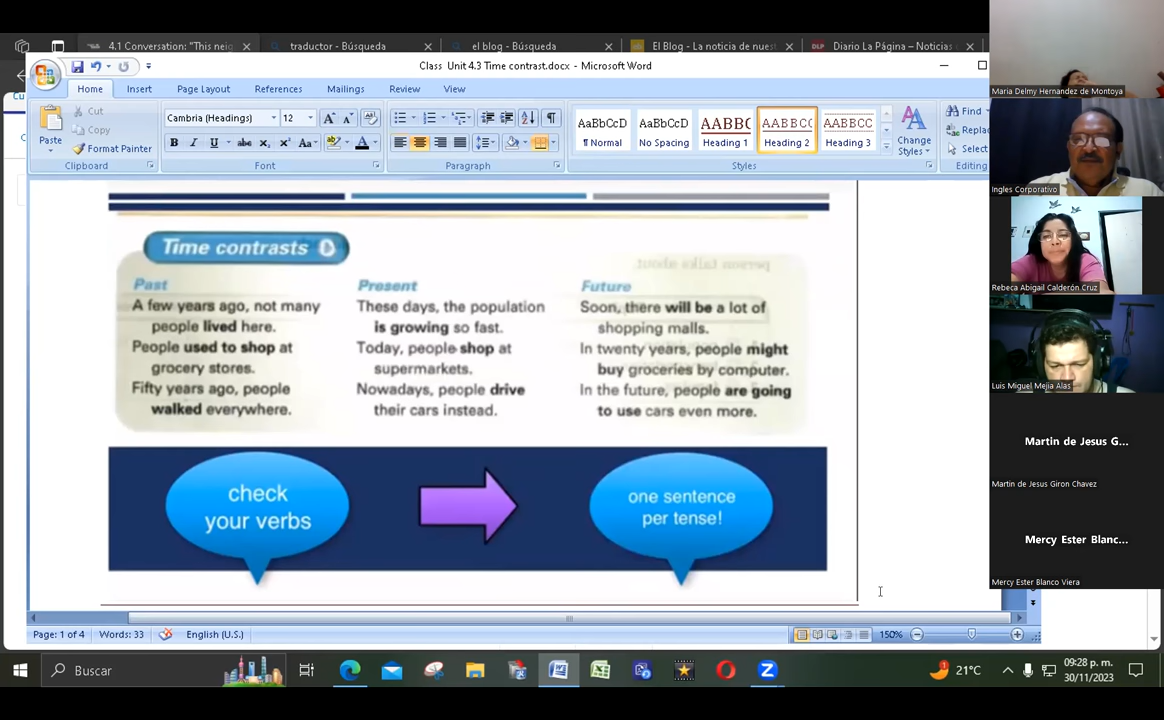 4.1 Conversation: "This neig
traductor - Búsqueda
el blog - Búsqueda
El Blog - La noticia de nues
Diario La Página – Noticias
Class Unit 4.3 Time contrast.docx - Microsoft Word
Home
Insert
Page Layout
References
Mailings
Review
View
Paste
Cut
Copy
Format Painter
Clipboard
Cambria (Headings)
12
Font
Paragraph
AaBbCcD
¶ Normal
AaBbCcD
No Spacing
AABBC
Heading 1
AABBCC
Heading 2
AABBCC
Heading 3
Change
Styles
Styles
Find
Replac
Select
Editing
Time contrasts
Past
A few years ago, not many
people lived here.
People used to shop at
grocery stores.
Fifty years ago, people
walked everywhere.
Present
These days, the population
is growing so fast.
Today, people shop at
supermarkets.
Nowadays, people drive
their cars instead.
Future
Soon, there will be a lot of
shopping malls.
In twenty years, people might
buy groceries by computer.
In the future, people are going
to use cars even more.
check
your verbs
one sentence
per tense!
Maria Delmy Hernandez de Montoya
Ingles Corporativo
Rebeca Abigail Calderón Cruz
Luis Miguel Mejia Alas
Martin de Jesus G...
Martin de Jesus Giron Chavez
Mercy Ester Blanc...
Mercy Ester Blanco Viera
Page: 1 of 4
Words: 33
English (U.S.)
150%
Buscar
21°C
09:28 p. m.
30/11/2023